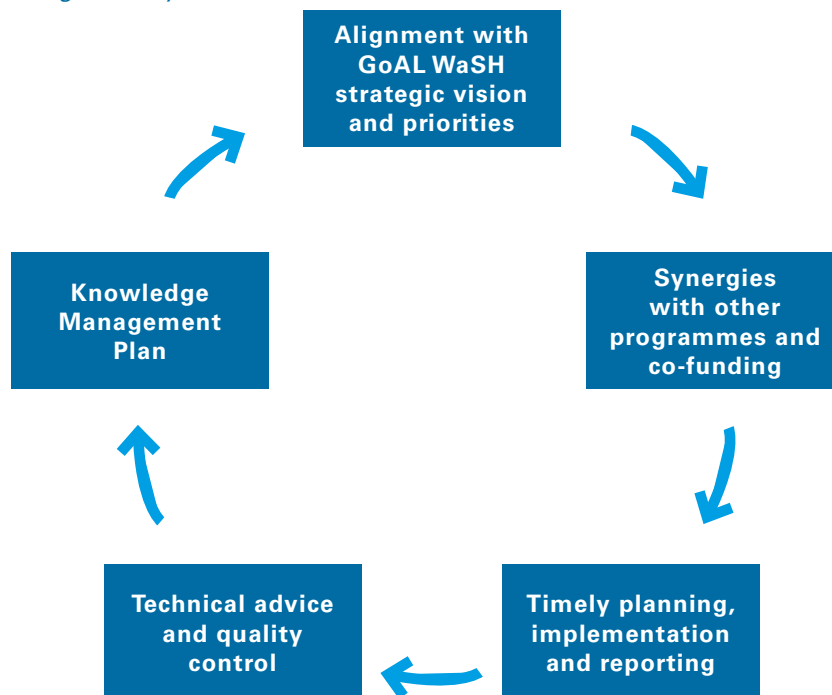 Alignment with
GoAL WaSH
strategic vision
and priorities
Synergies
with other
programmes and
co-funding
Timely planning,
implementation
and reporting
Technical advice
and quality
control
Knowledge
Management
Plan